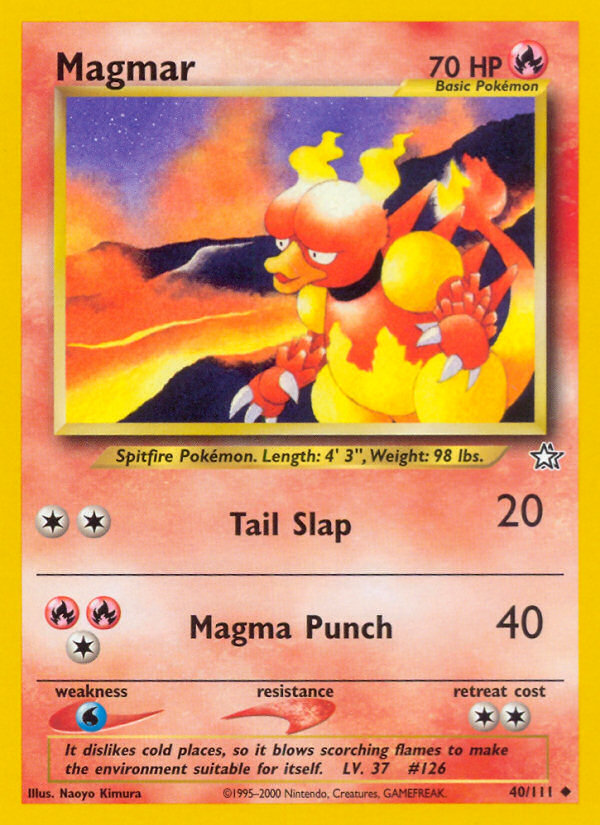 Magmar
70 HP
Basic Pokémon
Spitfire Pokémon. Length: 4' 3", Weight: 98 lbs.
Tail Slap 20
Magma Punch 40
weakness resistance retreat cost
It dislikes cold places, so it blows scorching flames to make
the environment suitable for itself. LV. 37 #126
Illus. Naoyo Kimura ©1995–2000 Nintendo, Creatures, GAMEFREAK. 40/111